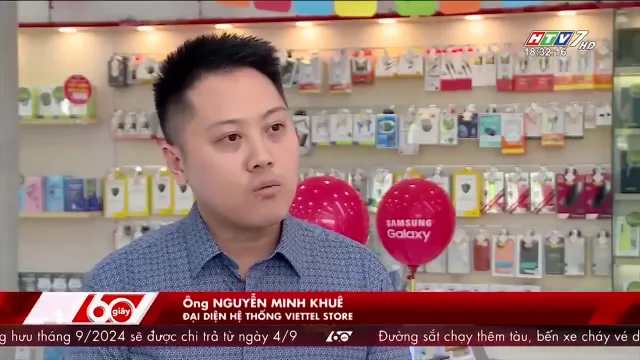 HTV7 HD
18:32:16
SAMSUNG
Galaxy
60 giây
Ông NGUYỄN MINH KHUÊ
ĐẠI DIỆN HỆ THỐNG VIETTEL STORE
ng hưu tháng 9/2024 sẽ được chi trả từ ngày 4/9 Đường sắt chạy thêm tàu, bến xe cháy vé d